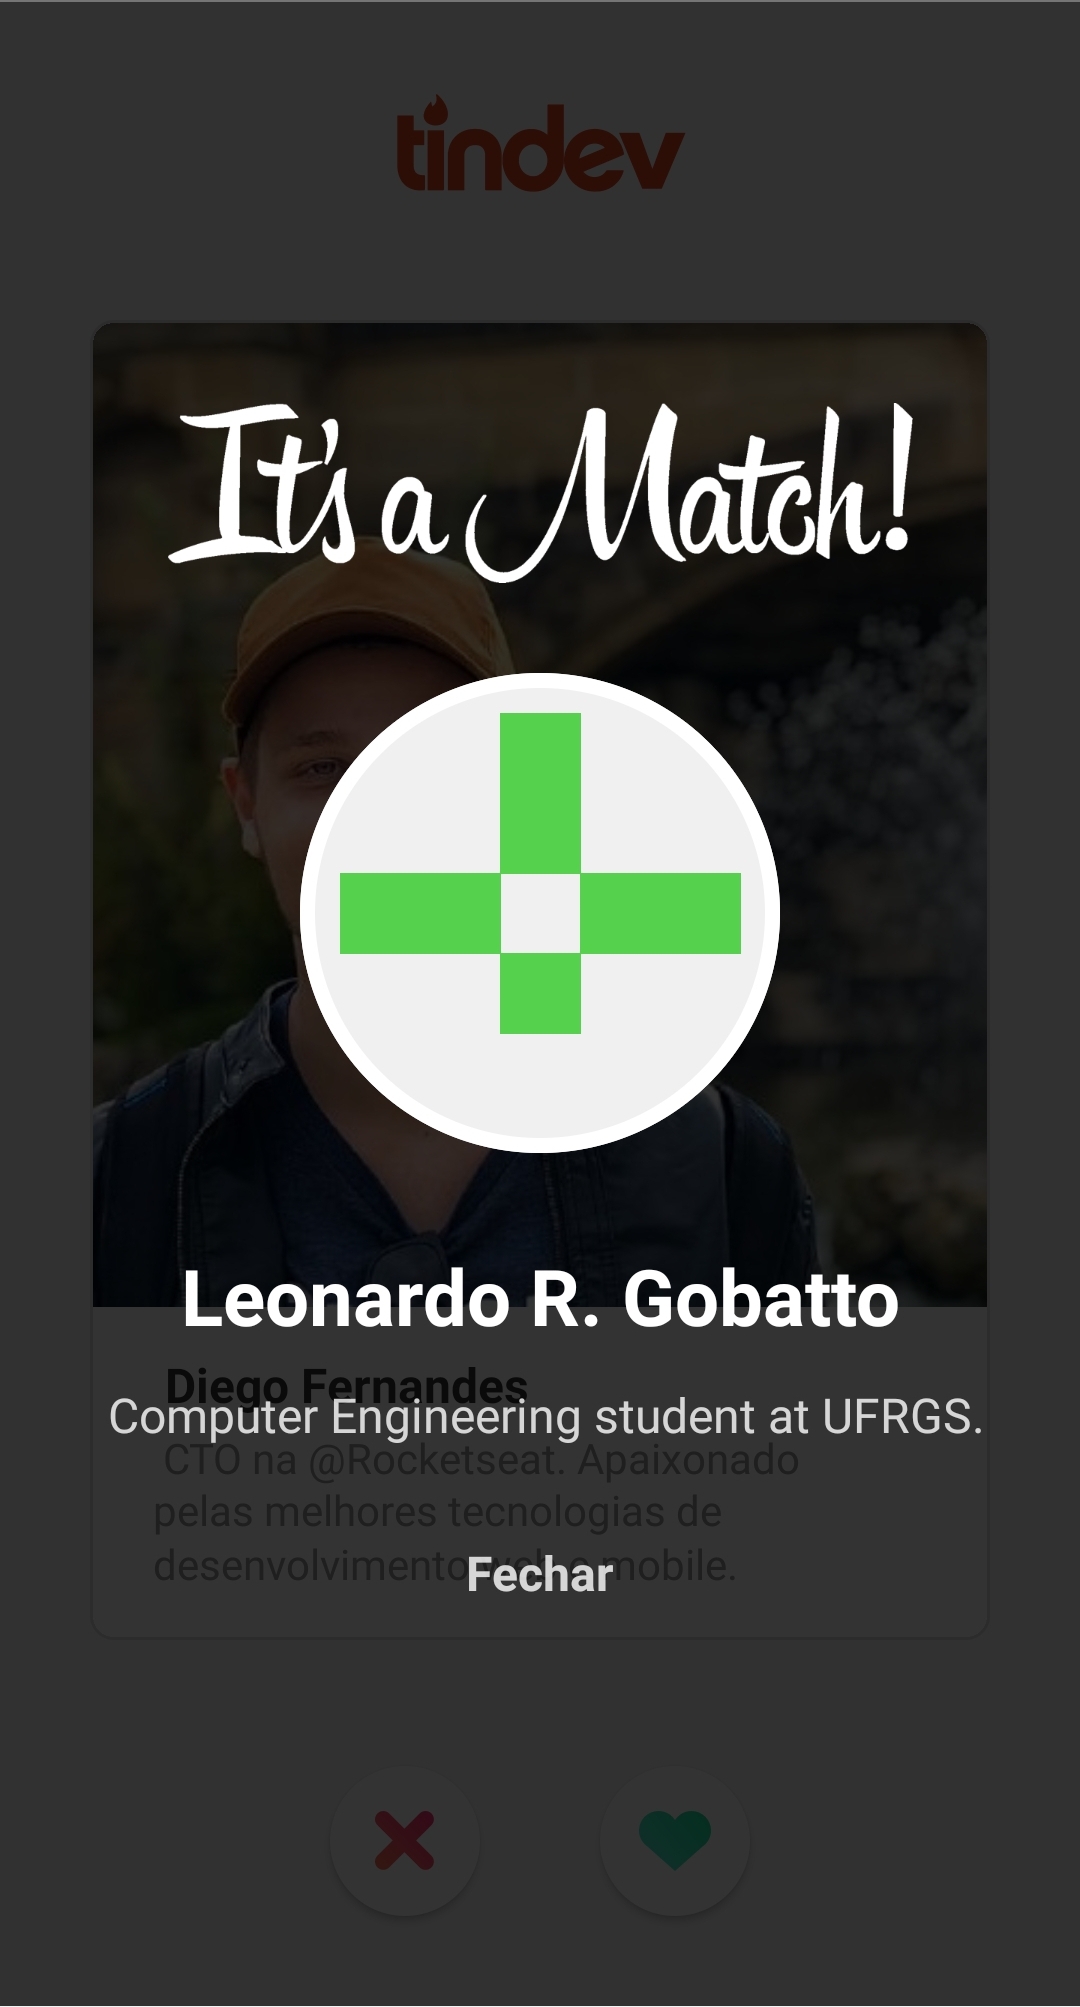 tindev
It's a Match!
Leonardo R. Gobatto
Diego Fernandes
Computer Engineering student at UFRGS.
CTO na @Rocketseat. Apaixonado
pelas melhores tecnologias de
desenvolvimento web e mobile.
Fechar